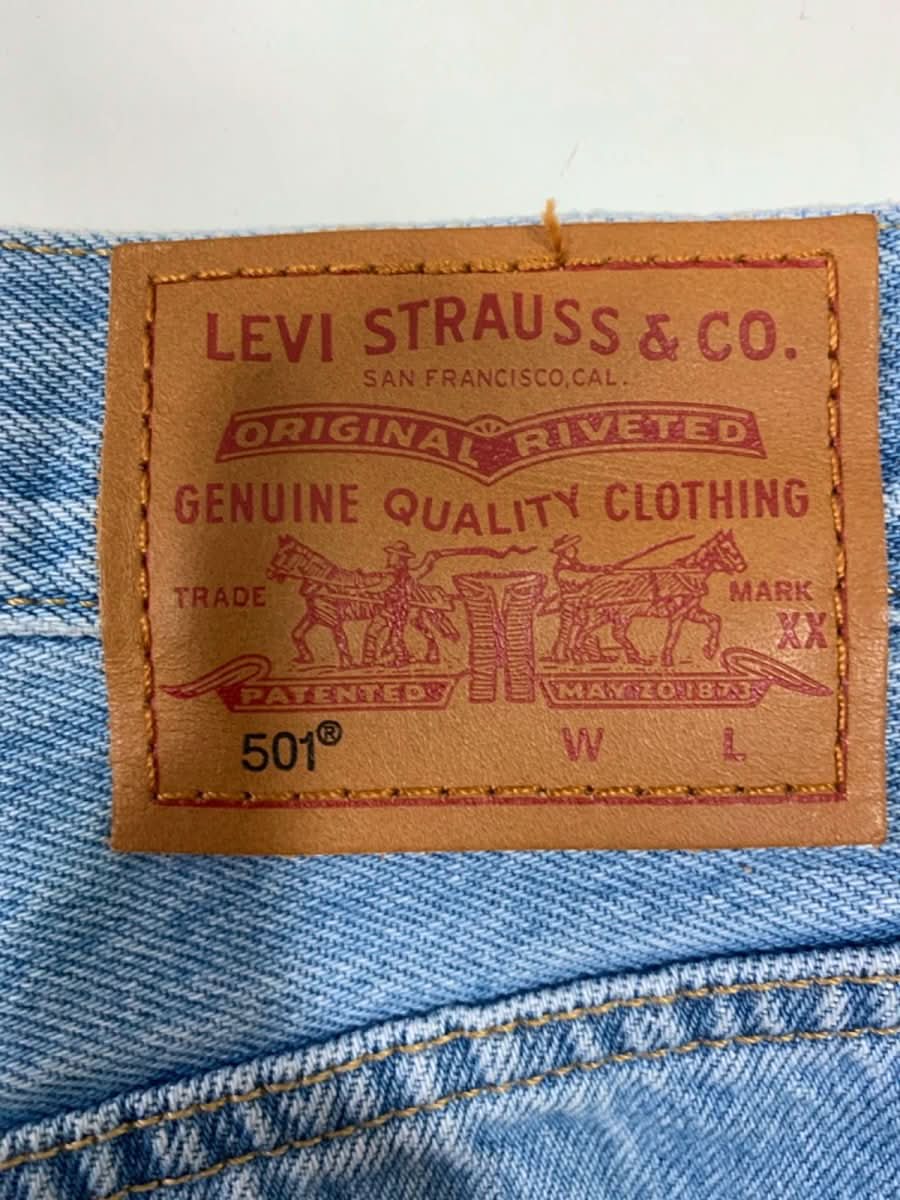 LEVI STRAUSS & CO.
SAN FRANCISCO, CAL.
ORIGINAL RIVETED
GENUINE QUALITY CLOTHING
TRADE MARK
XX
PATENTED MAY 20 1873
501® W L